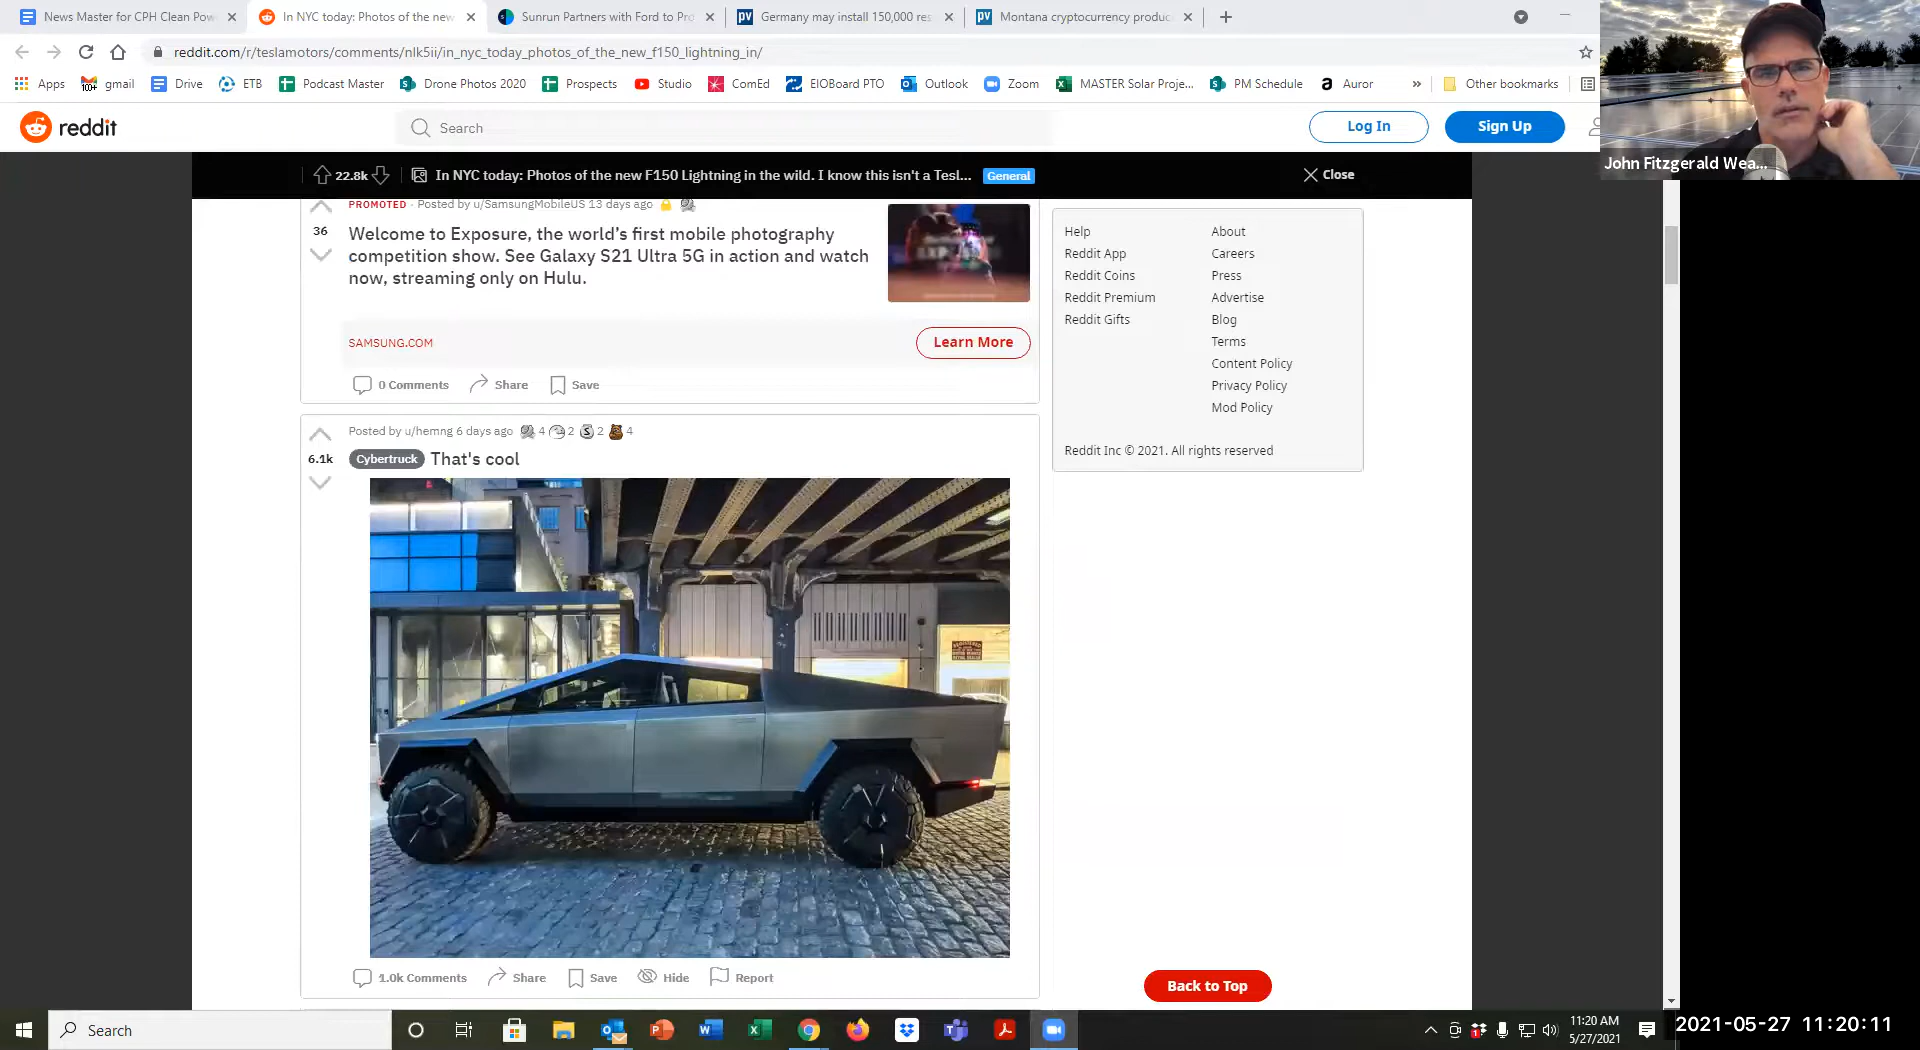 News Master for CPH Clean Pow
In NYC today: Photos of the new
Sunrun Partners with Ford to Pro
Germany may install 150,000 res
Montana cryptocurrency produc
reddit.com/r/teslamotors/comments/nlk5ii/in_nyc_today_photos_of_the_new_f150_lightning_in/
Apps gmail Drive ETB Podcast Master Drone Photos 2020 Prospects Studio ComEd EIOBoard PTO Outlook Zoom MASTER Solar Proje... PM Schedule Auror » Other bookmarks
reddit
Search
Log In
Sign Up
John Fitzgerald Wea...
22.8k In NYC today: Photos of the new F150 Lightning in the wild. I know this isn't a Tesl... General
Close
PROMOTED · Posted by u/SamsungMobileUS 13 days ago
36
Welcome to Exposure, the world's first mobile photography
competition show. See Galaxy S21 Ultra 5G in action and watch
now, streaming only on Hulu.
SAMSUNG.COM
Learn More
0 Comments Share Save
Help About
Reddit App Careers
Reddit Coins Press
Reddit Premium Advertise
Reddit Gifts Blog
Terms
Content Policy
Privacy Policy
Mod Policy
Reddit Inc © 2021. All rights reserved
Posted by u/hemng 6 days ago 4 2 2 4
6.1k
Cybertruck That's cool
1.0k Comments Share Save Hide Report
Back to Top
Search
11:20 AM
5/27/2021
2021-05-27 11:20:11